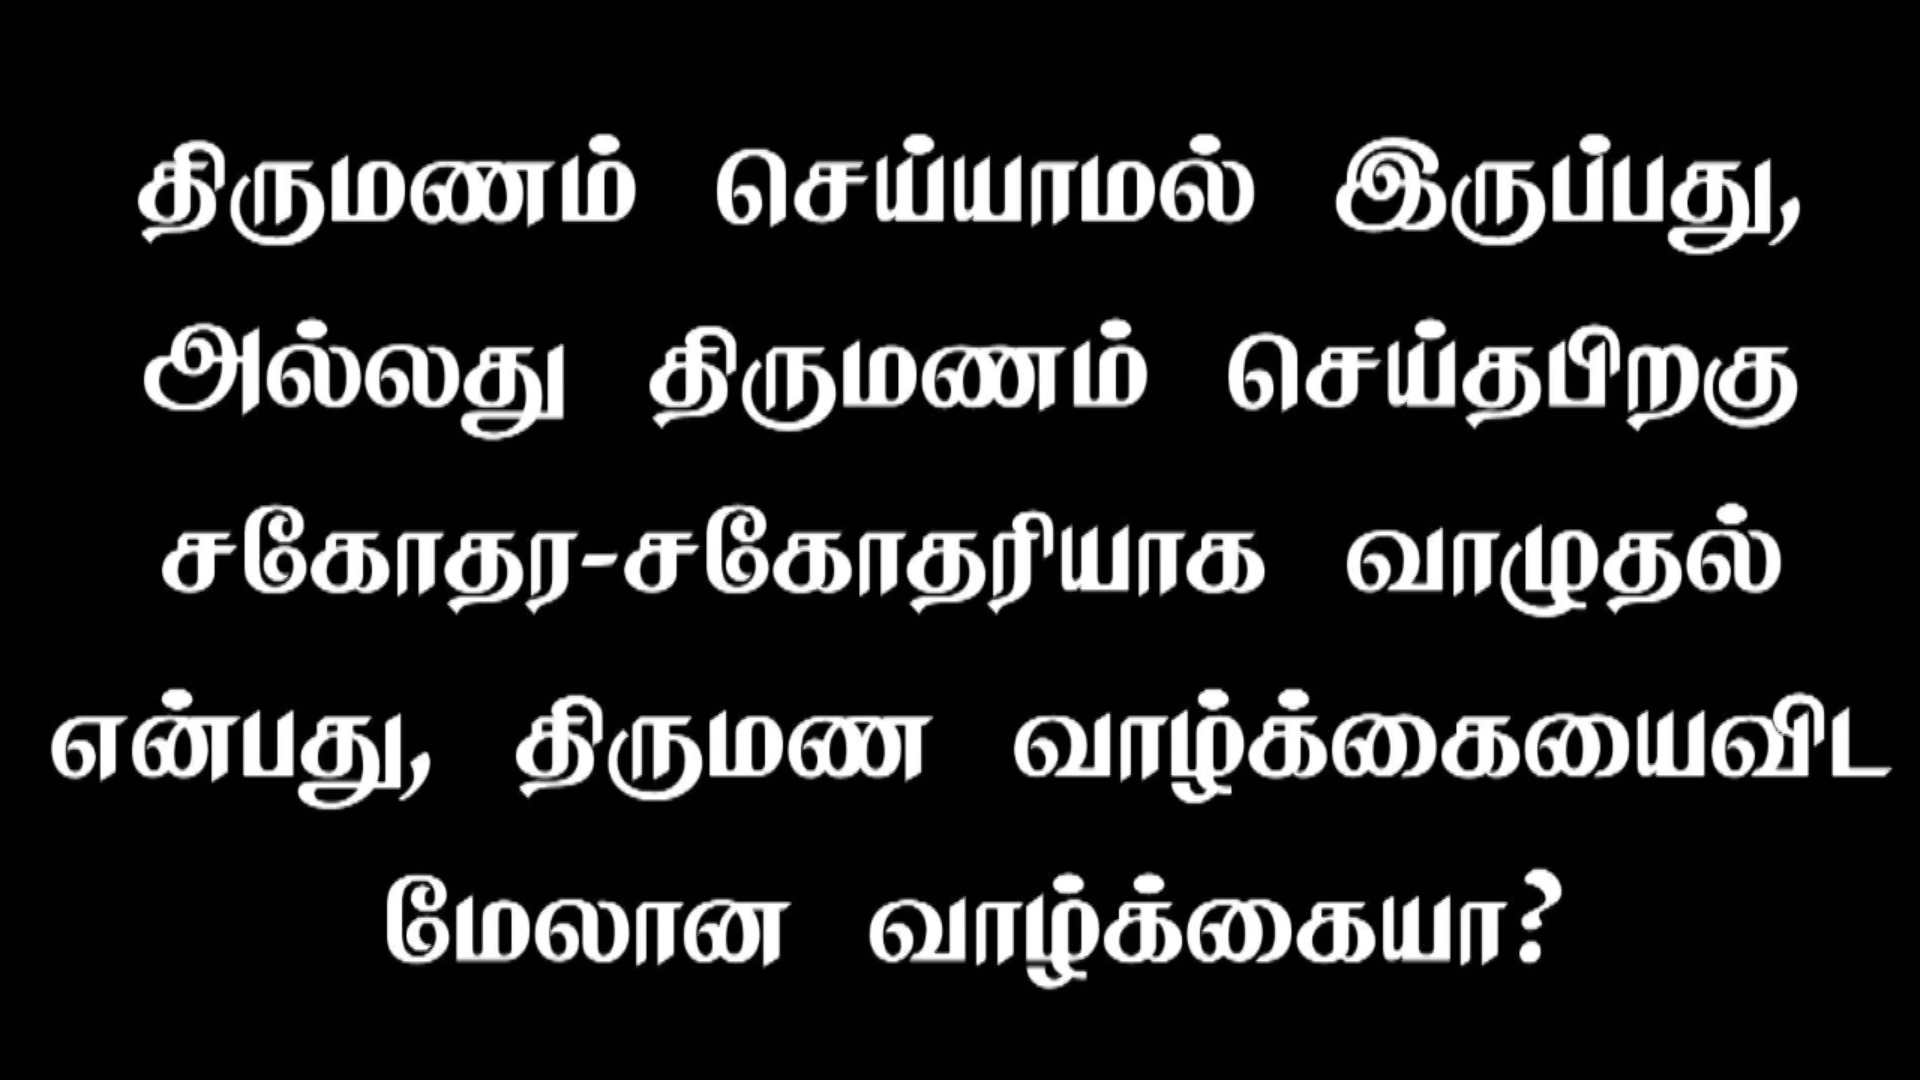 திருமணம் செய்யாமல் இருப்பது,
அல்லது திருமணம் செய்தபிறகு
சகோதர-சகோதரியாக வாழுதல்
என்பது, திருமண வாழ்க்கையைவிட
மேலான வாழ்க்கையா?